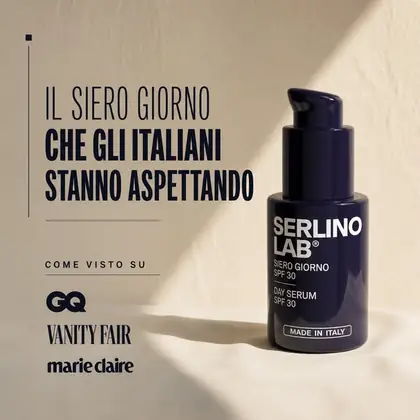 IL SIERO GIORNO
CHE GLI ITALIANI
STANNO ASPETTANDO
COME VISTO SU
GQ
VANITY FAIR
marie claire
SERLINO
LAB®
SIERO GIORNO
SPF 30
DAY SERUM
SPF 30
MADE IN ITALY